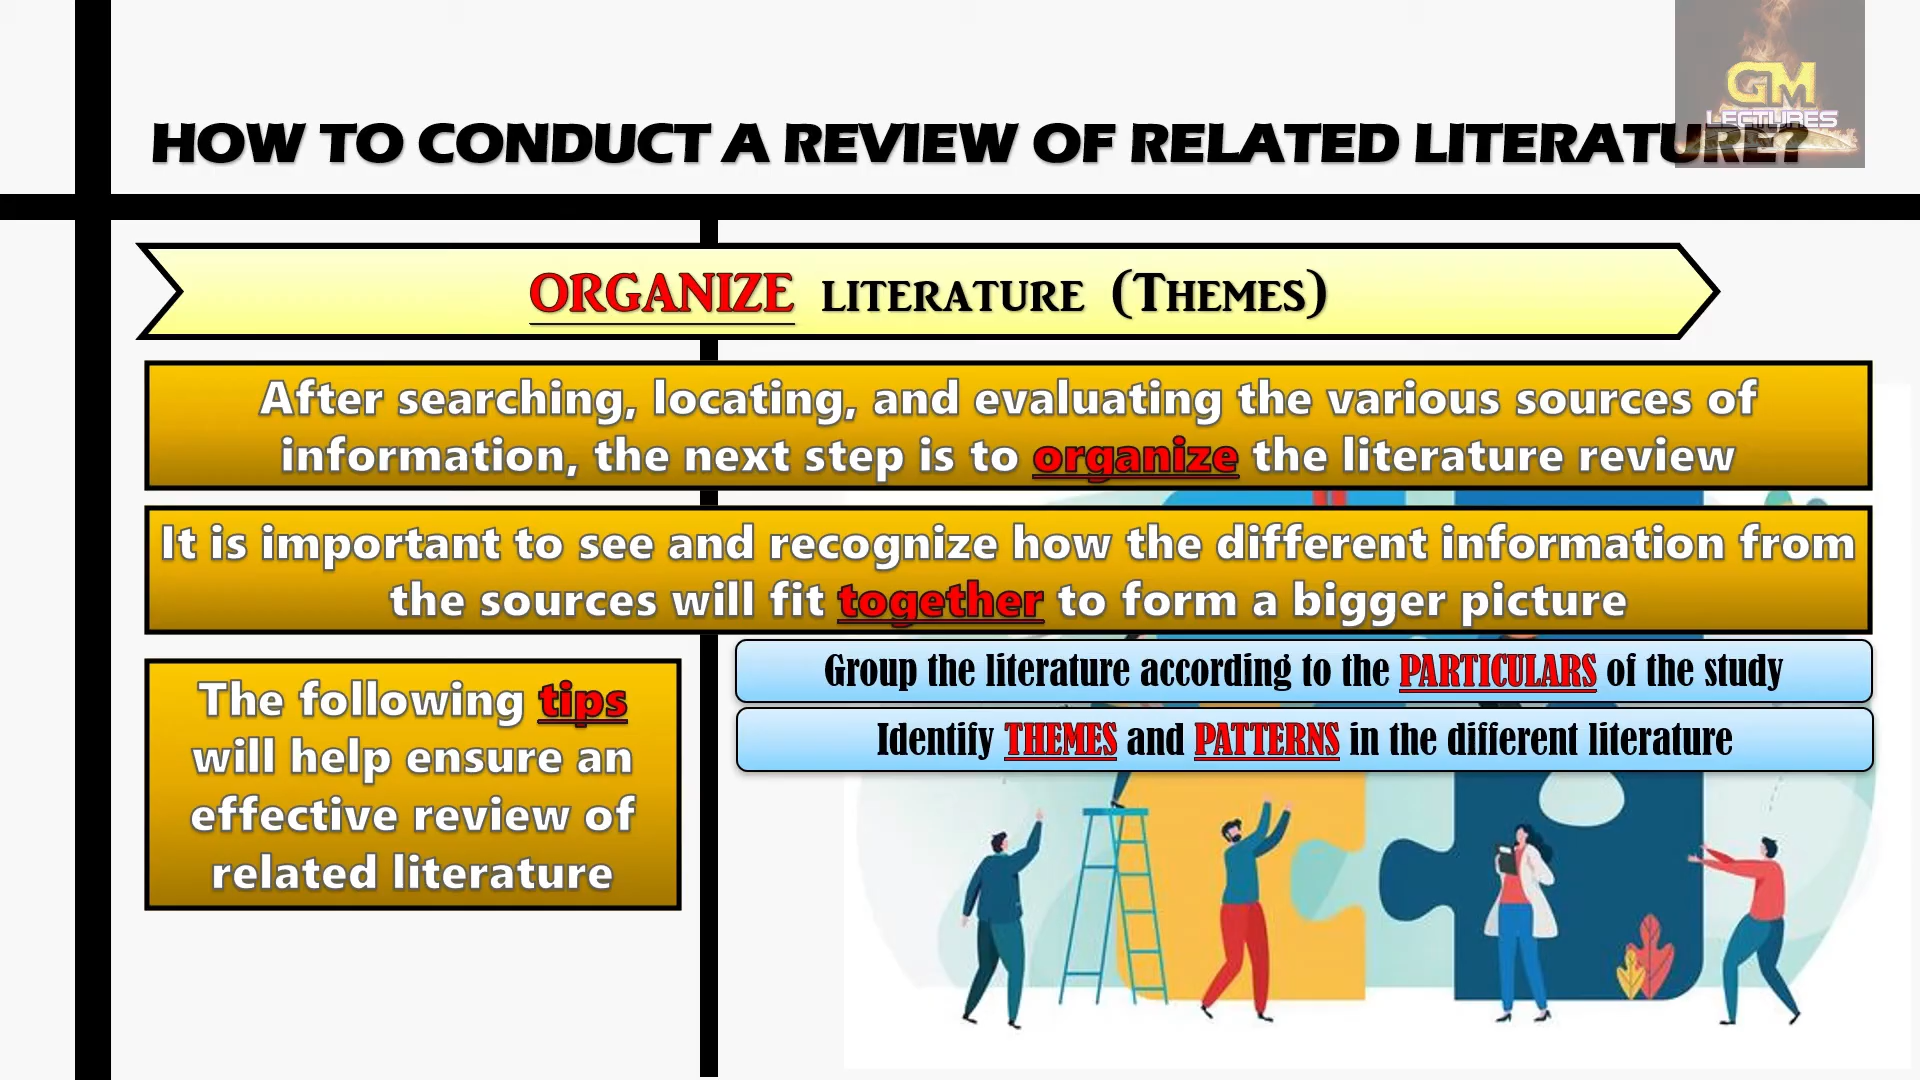 GM
LECTURES
HOW TO CONDUCT A REVIEW OF RELATED LITERATURE?
ORGANIZE LITERATURE (THEMES)
After searching, locating, and evaluating the various sources of
information, the next step is to organize the literature review
It is important to see and recognize how the different information from
the sources will fit together to form a bigger picture
The following tips
will help ensure an
effective review of
related literature
Group the literature according to the PARTICULARS of the study
Identify THEMES and PATTERNS in the different literature